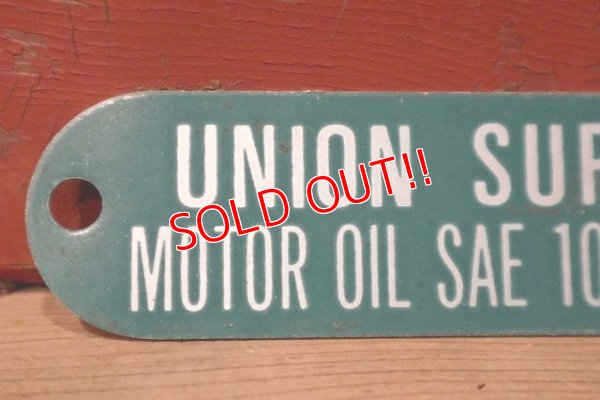 UNION SUP
SOLD OUT!!
MOTOR OIL SAE 10